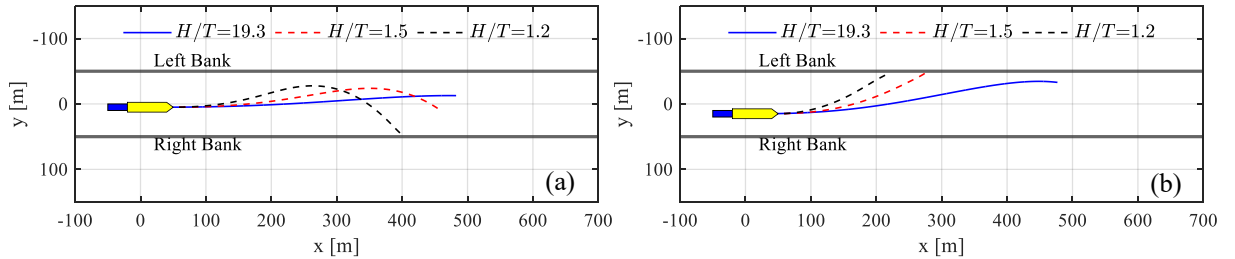 H/T=19.3 H/T=1.5 H/T=1.2
-100
Left Bank
0
y [m]
Right Bank
100
(a)
-100 0 100 200 300 400 500 600 700
x [m]
H/T=19.3 H/T=1.5 H/T=1.2
-100
Left Bank
0
y [m]
Right Bank
100
(b)
-100 0 100 200 300 400 500 600 700
x [m]